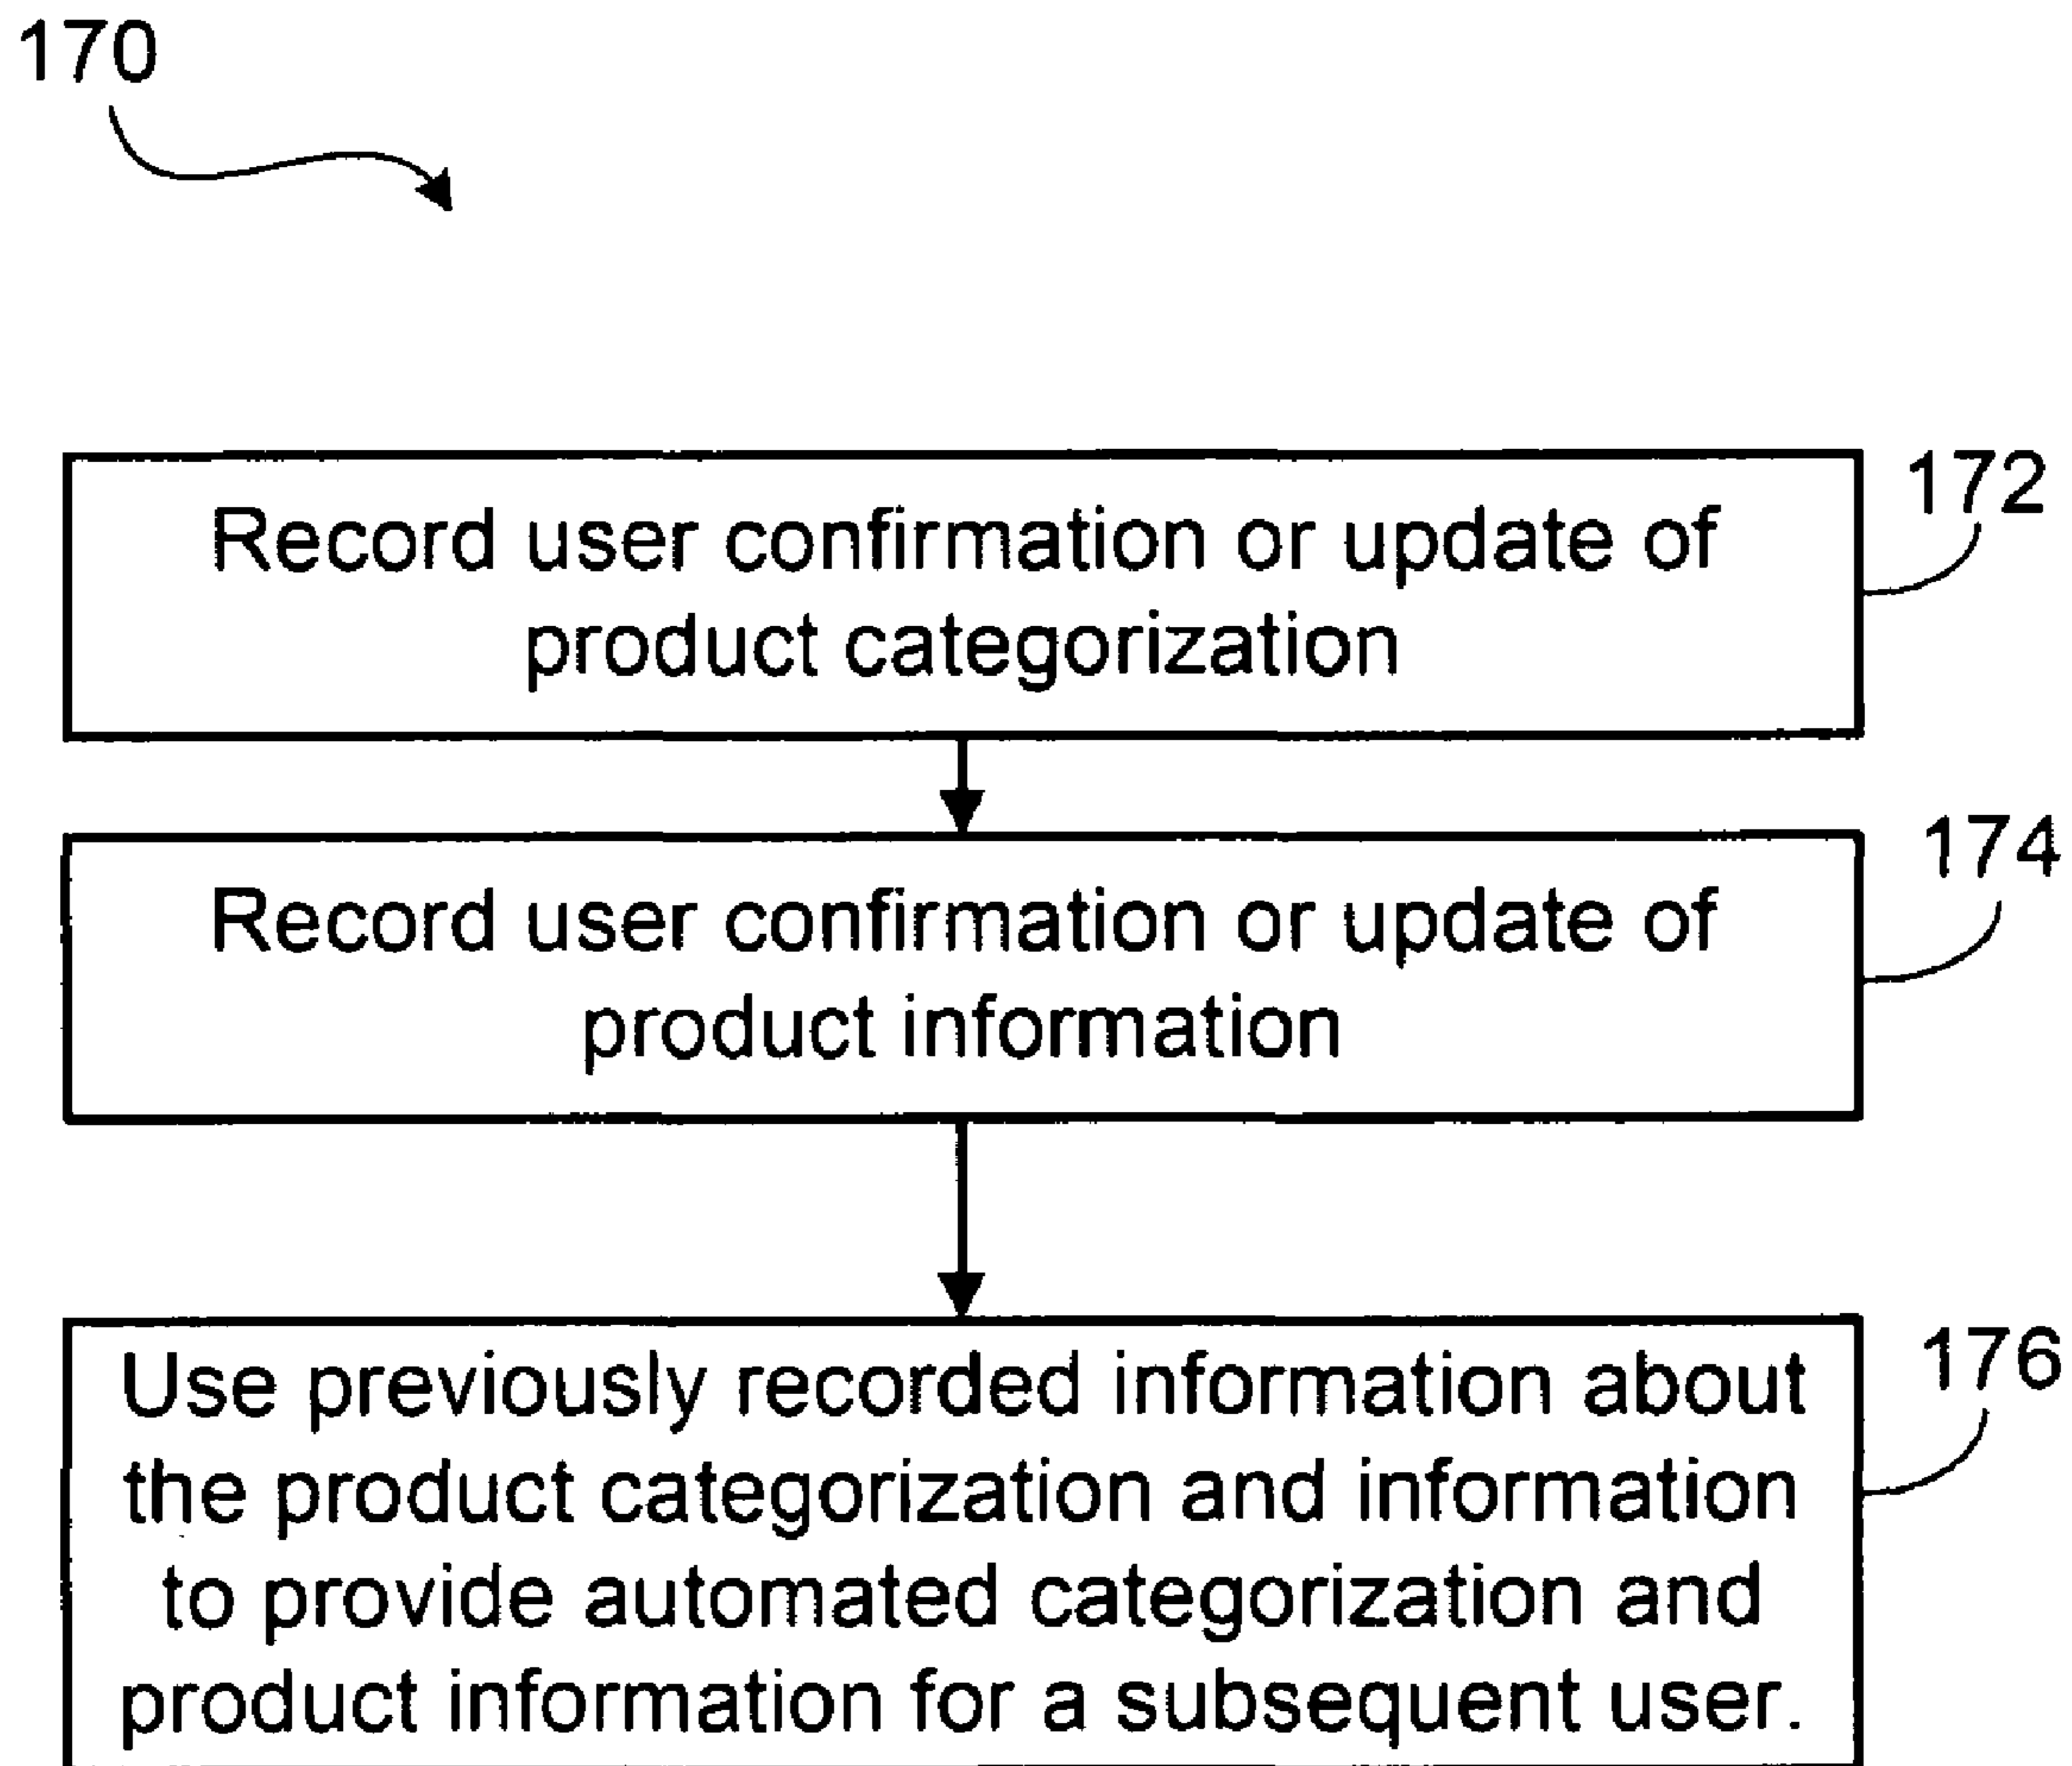 170
172
Record user confirmation or update of
product categorization
174
Record user confirmation or update of
product information
176
Use previously recorded information about
the product categorization and information
to provide automated categorization and
product information for a subsequent user.